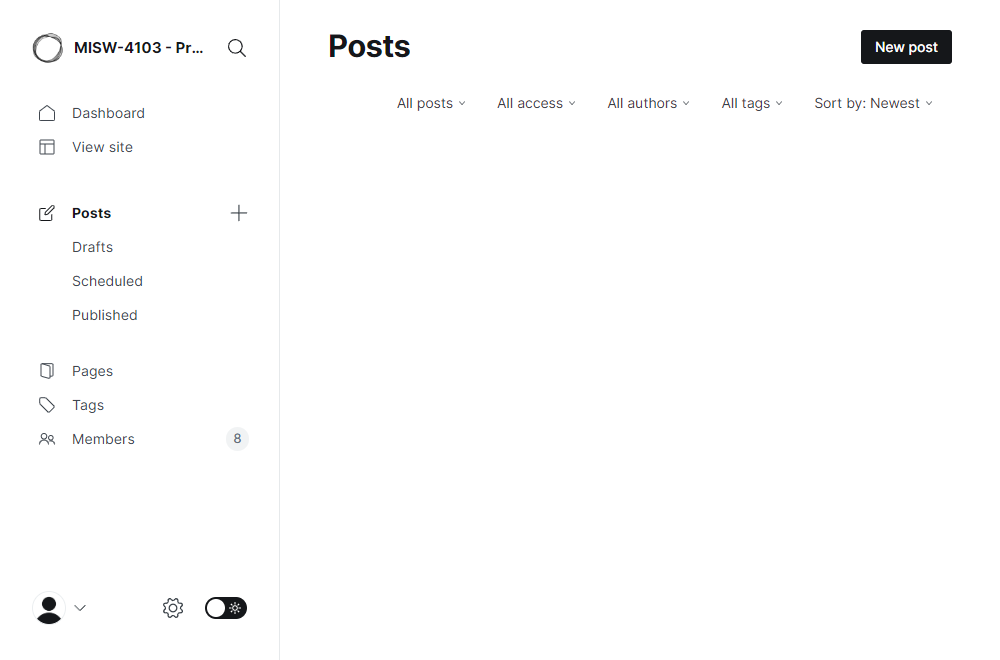 MISW-4103 - Pr...
Dashboard
View site
Posts
Drafts
Scheduled
Published
Pages
Tags
Members 8
Posts
New post
All posts All access All authors All tags Sort by: Newest